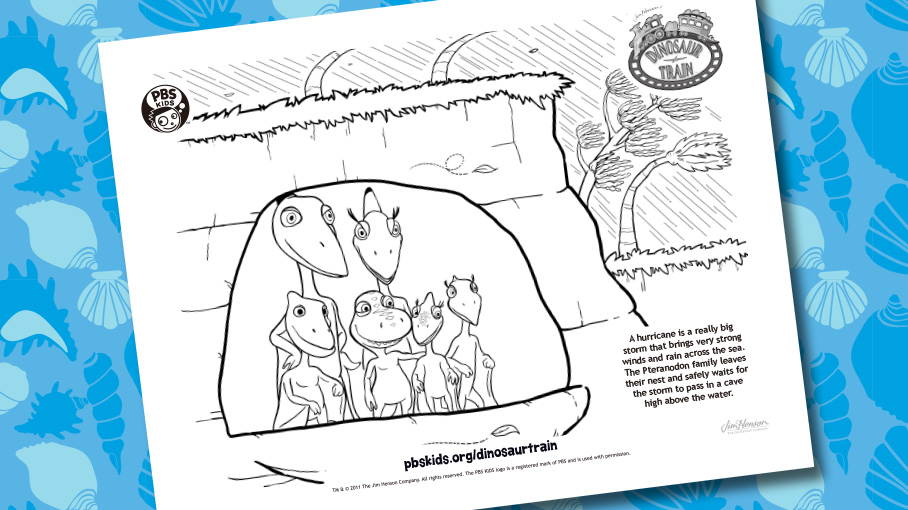 PBS
KIDS
Jim Henson's
DINOSAUR
TRAIN
A hurricane is a really big
storm that brings very strong
winds and rain across the sea.
The Pteranodon family leaves
their nest and safely waits for
the storm to pass in a cave
high above the water.
Jim Henson
pbskids.org/dinosaurtrain
TM & © 2011 The Jim Henson Company. All rights reserved. The PBS KIDS logo is a registered mark of PBS and is used with permission.